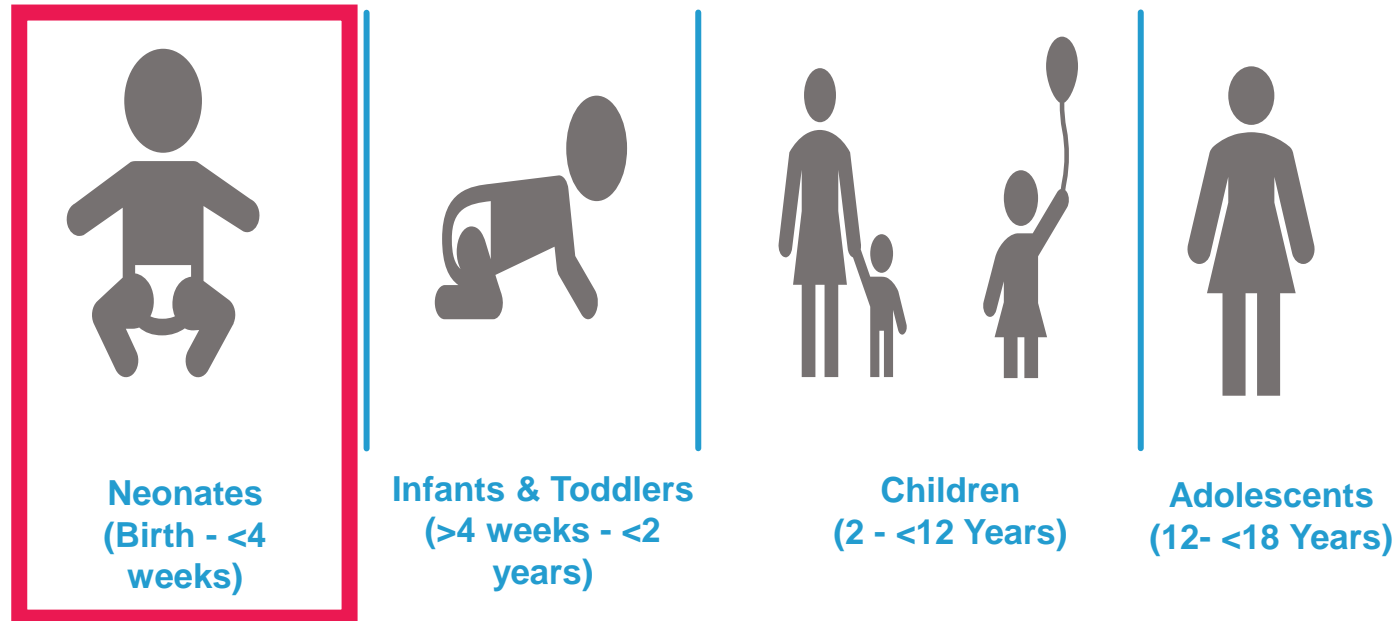 Neonates
(Birth - <4
weeks)
Infants & Toddlers
(>4 weeks - <2
years)
Children
(2 - <12 Years)
Adolescents
(12- <18 Years)